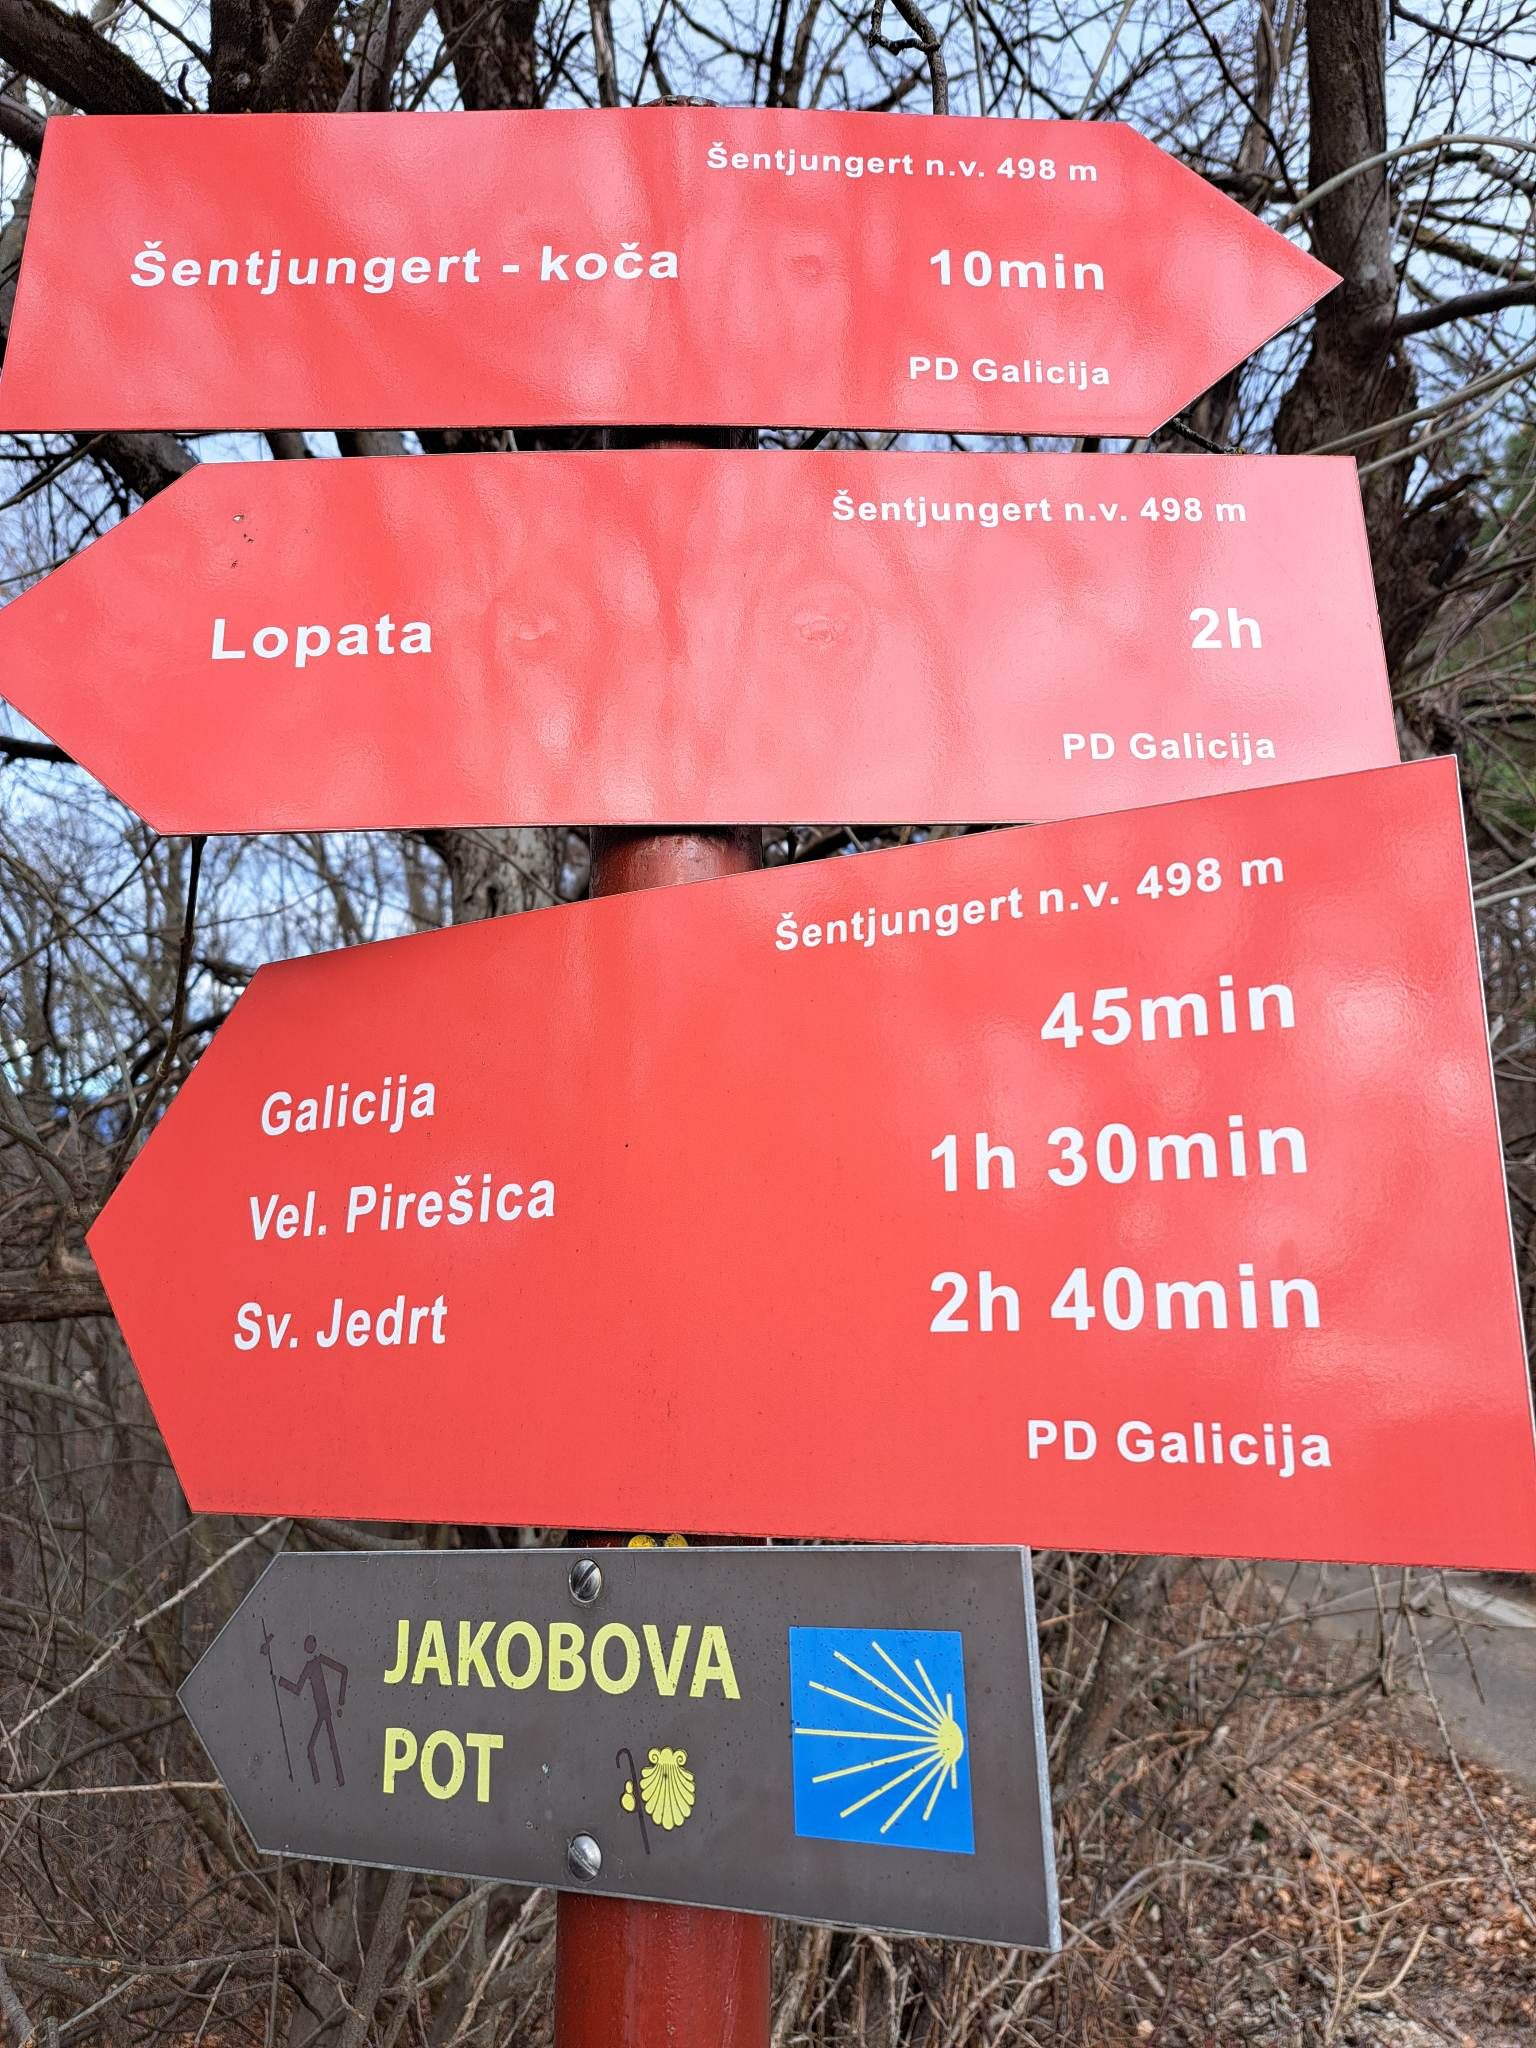 Šentjungert n.v. 498 m
Šentjungert - koča 10min
PD Galicija
Šentjungert n.v. 498 m
Lopata 2h
PD Galicija
Šentjungert n.v. 498 m
Galicija 45min
Vel. Pirešica 1h 30min
Sv. Jedrt 2h 40min
PD Galicija
JAKOBOVA
POT